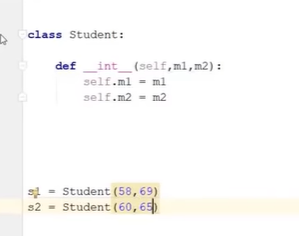 class Student:
def __int__(self,m1,m2):
self.m1 = m1
self.m2 = m2
s1 = Student(58,69)
s2 = Student(60,65)